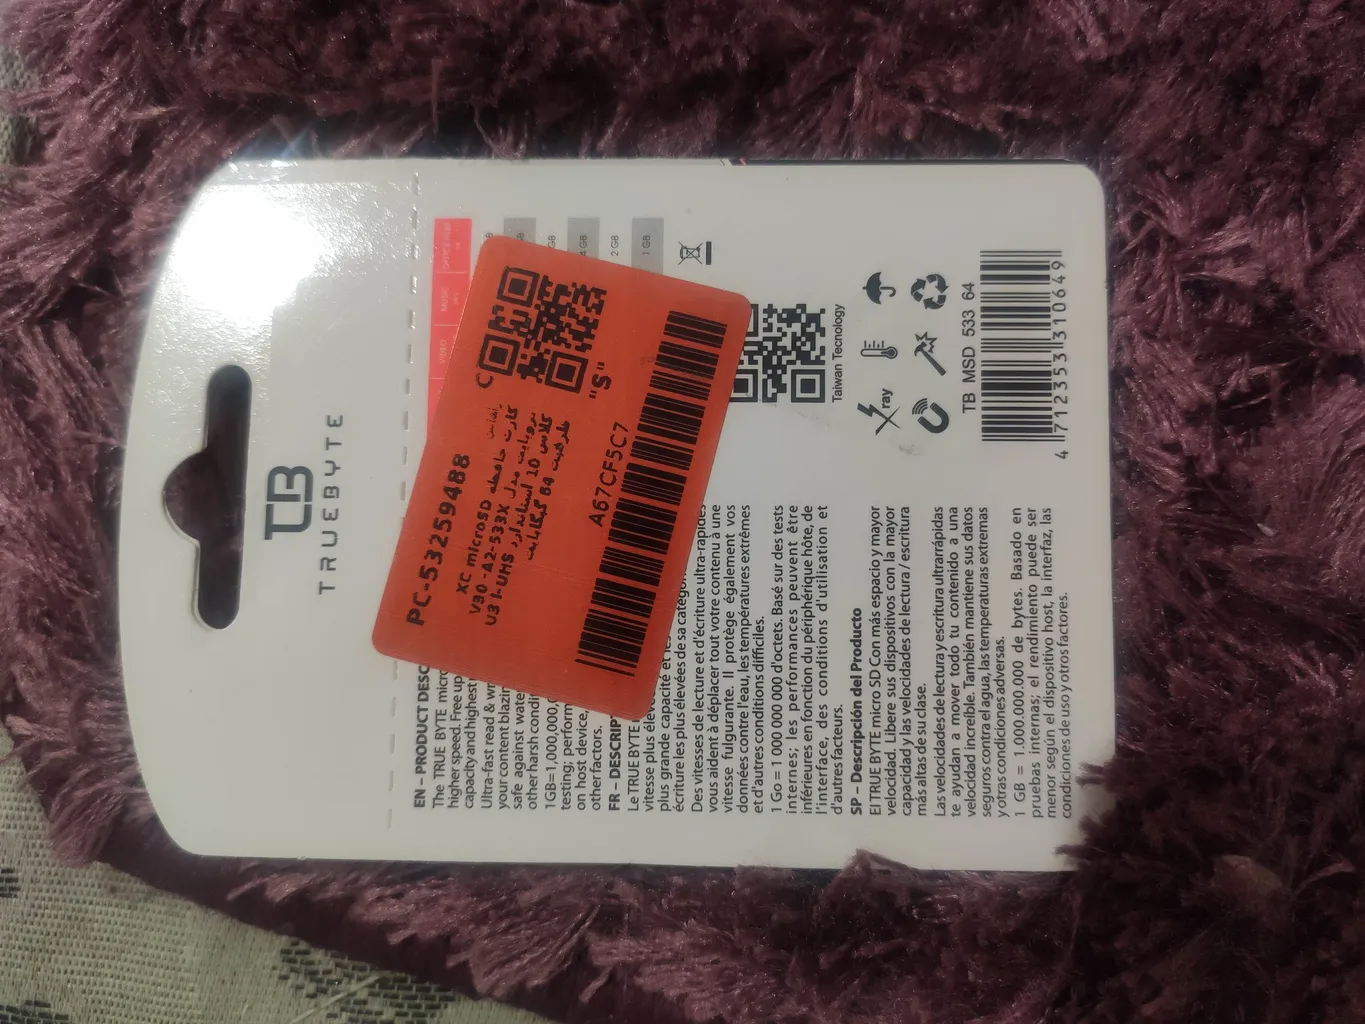 TB
TRUEBYTE
VIDEO
MUSIC
4 GB
2 GB
1 GB
PC-53259488
کارت حافظه microSD XC
تروبایت مدل V30 -A2-533X
کلاس 10 استاندارد U3 I-UHS
ظرفیت 64 گیگابایت
"S"
A67CF5C7
Taiwan Tecnology
X ray
TB MSD 533 64
4 712353 310649
EN – PRODUCT DESC
The TRUE BYTE micro
higher speed. Free up
capacity and highest
Ultra-fast read & wr
your content blazin
safe against wate
other harsh condi
1GB=1,000,000,0
testing; perform
on host device,
other factors.
FR – DESCRIPT
Le TRUE BYTE
vitesse plus éleve
plus grande capacité et les
écriture les plus élevées de sa catégor
Des vitesses de lecture et d'écriture ultra-rapides
vous aident à déplacer tout votre contenu à une
vitesse fulgurante. Il protège également vos
données contre l'eau, les températures extrêmes
et d'autres conditions difficiles.
1 Go = 1 000 000 000 d'octets. Basé sur des tests
internes; les performances peuvent être
inférieures en fonction du périphérique hôte, de
l'interface, des conditions d'utilisation et
d'autres facteurs.
SP – Descripción del Producto
El TRUE BYTE micro SD Con más espacio y mayor
velocidad. Libere sus dispositivos con la mayor
capacidad y las velocidades de lectura / escritura
más altas de su clase.
Las velocidades de lectura y escritura ultrarrápidas
te ayudan a mover todo tu contenido a una
velocidad increíble. También mantiene sus datos
seguros contra el agua, las temperaturas extremas
y otras condiciones adversas.
1 GB = 1.000.000.000 de bytes. Basado en
pruebas internas; el rendimiento puede ser
menor según el dispositivo host, la interfaz, las
condiciones de uso y otros factores.